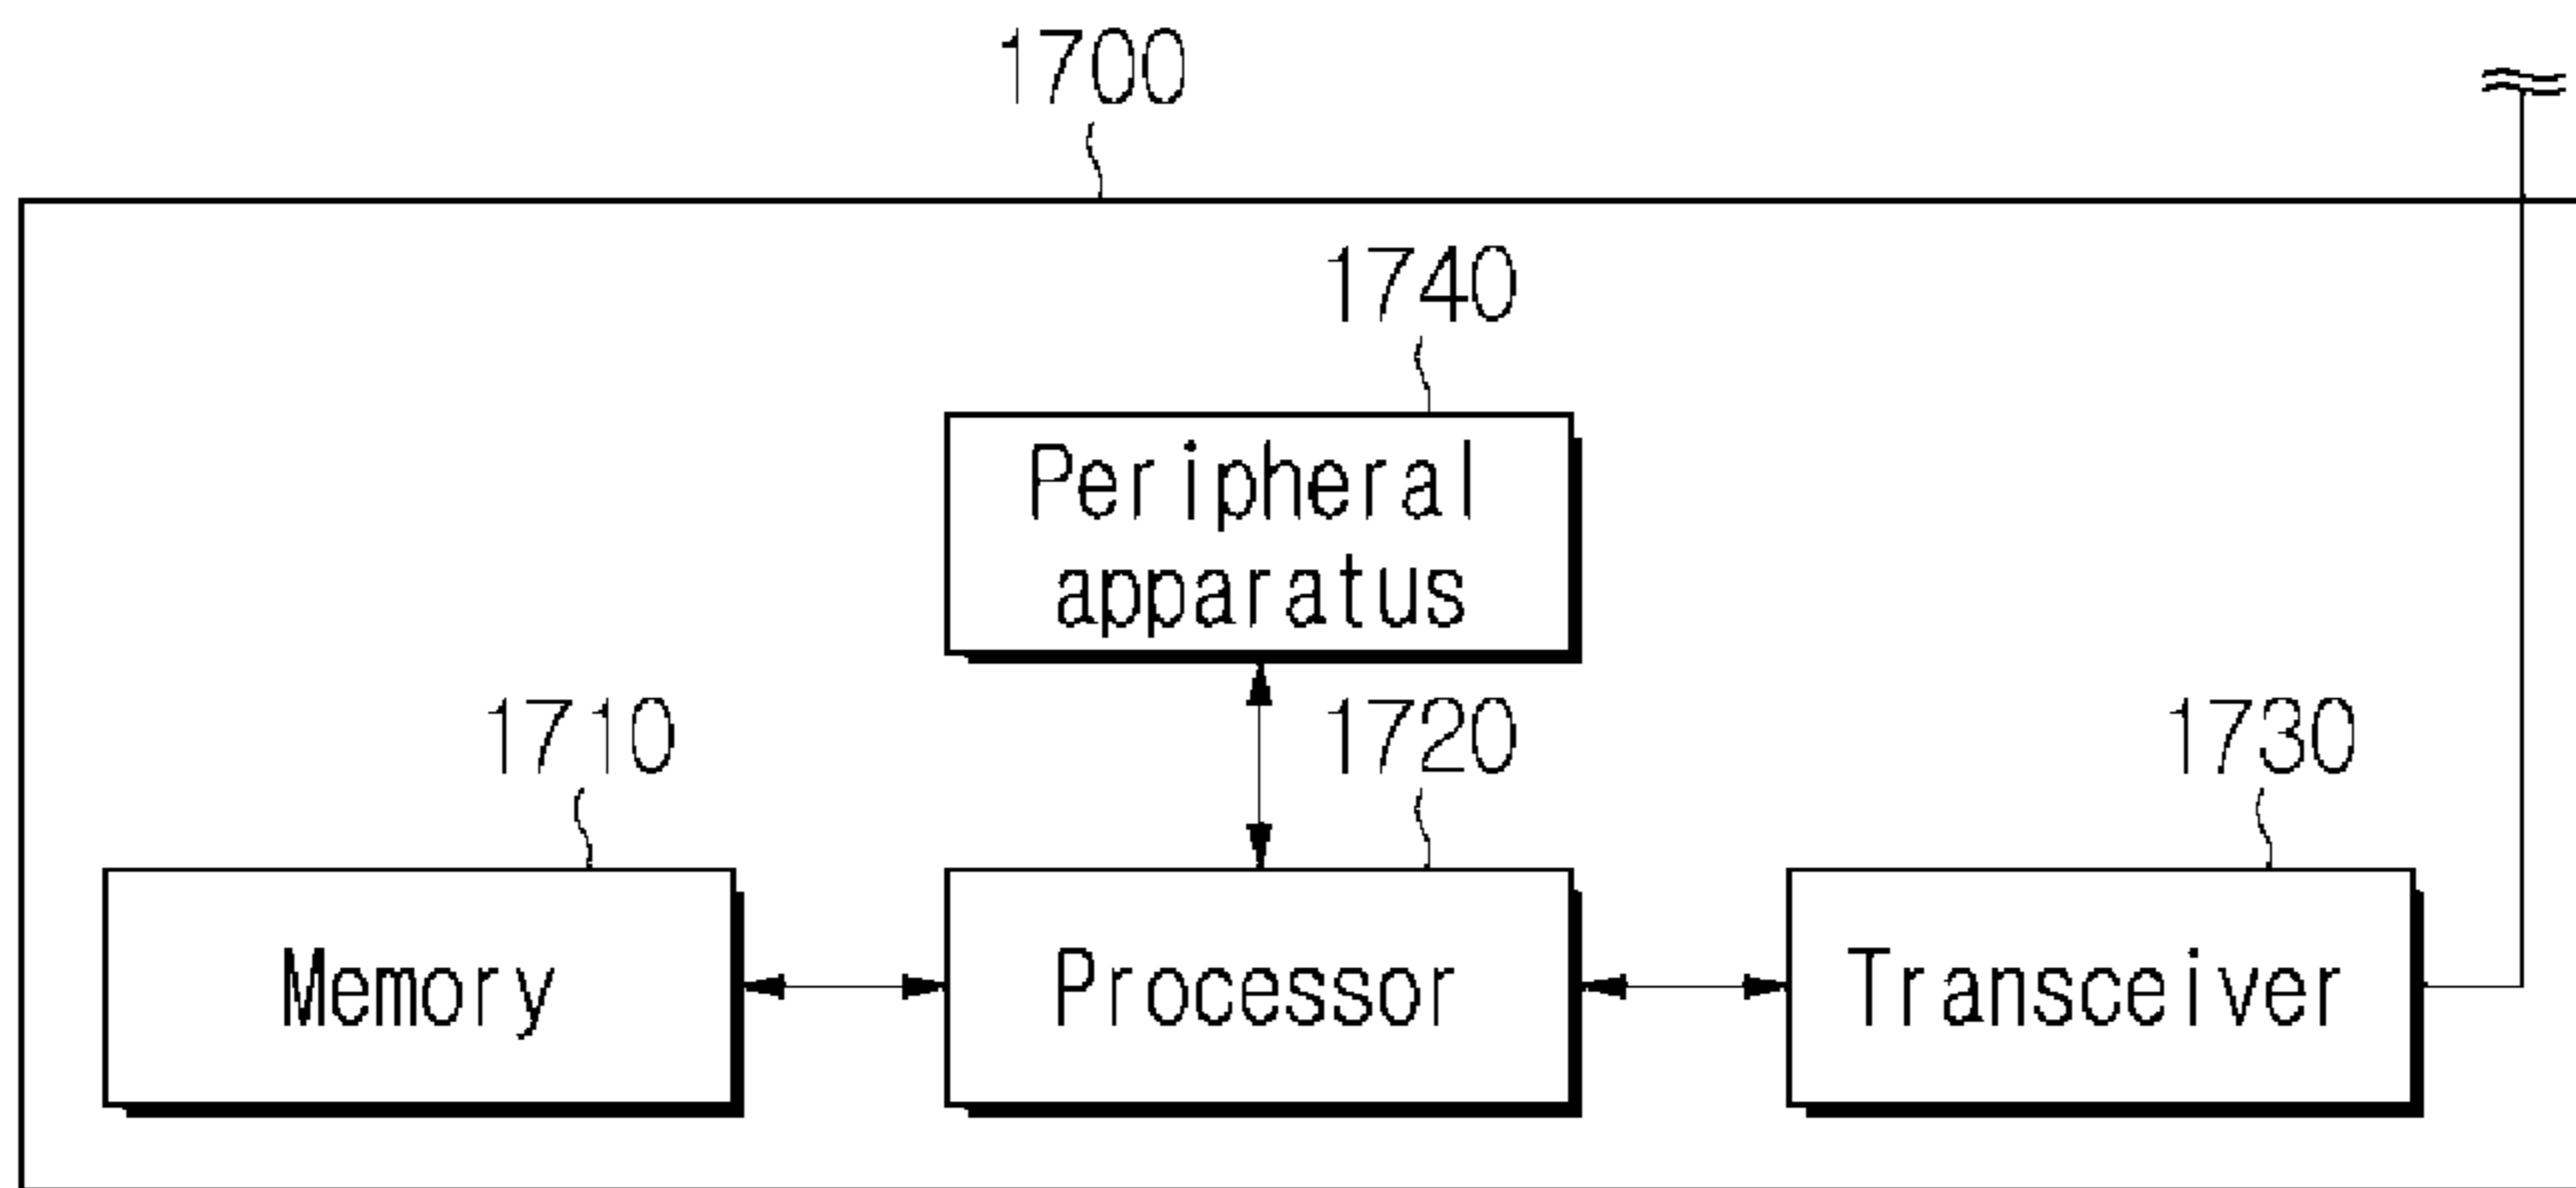 1700
1740
Peripheral
apparatus
1710
1720
1730
Memory
Processor
Transceiver